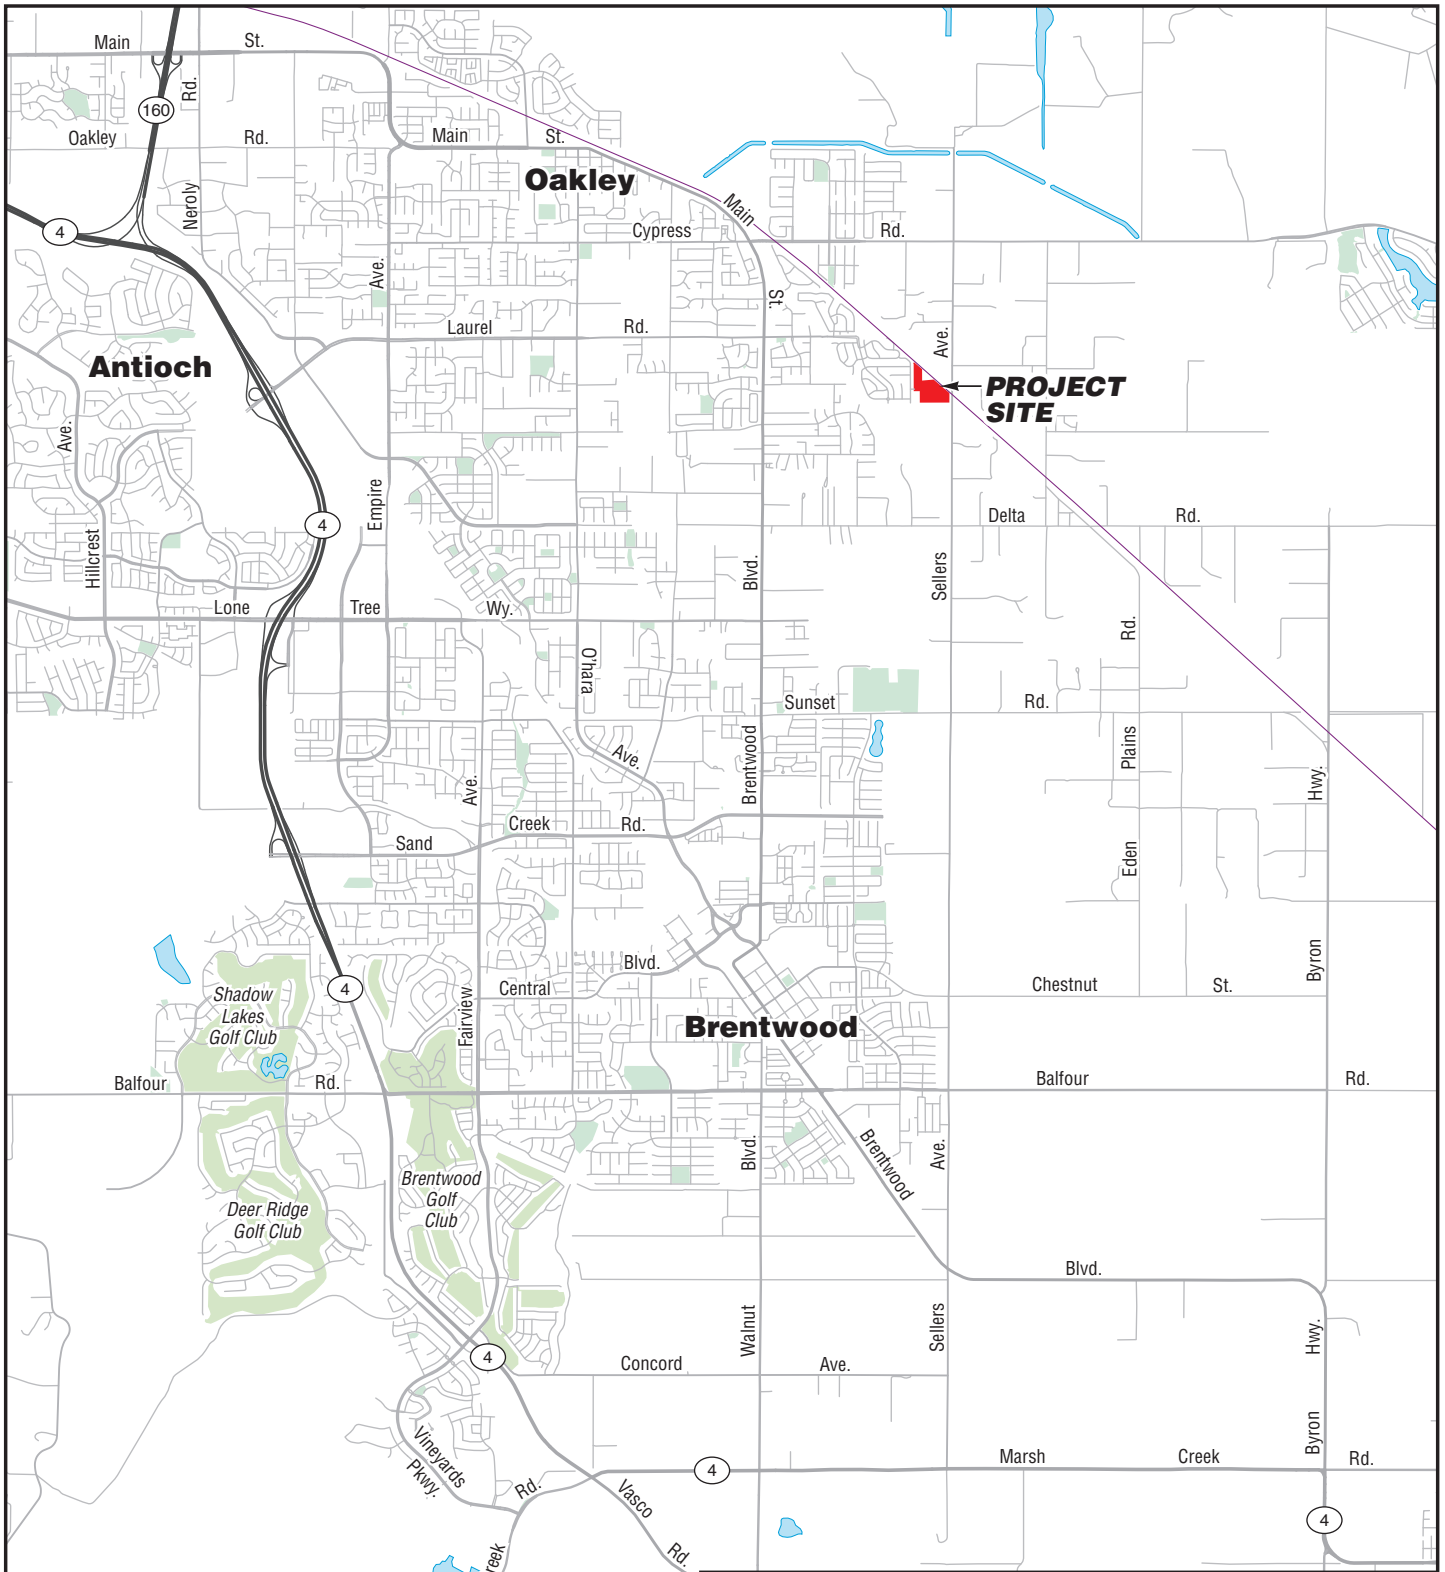 Main
St.
Rd.
160
Oakley
Rd.
Main
St.
Oakley
Neroly
Main
4
Cypress
Rd.
Ave.
St.
Laurel
Rd.
Ave.
Antioch
PROJECT
SITE
Ave.
Empire
4
Delta
Rd.
Hillcrest
Blvd.
Sellers
Lone
Tree
Wy.
Rd.
O'hara
Sunset
Rd.
Ave.
Brentwood
Plains
Hwy.
Ave.
Creek
Rd.
Sand
Eden
Byron
Blvd.
Central
Chestnut
St.
4
Shadow
Lakes
Golf Club
Fairview
Brentwood
Balfour
Rd.
Balfour
Rd.
Blvd.
Brentwood
Ave.
Brentwood
Golf
Club
Deer Ridge
Golf Club
Blvd.
Walnut
Sellers
Hwy.
4
Concord
Ave.
Byron
Vineyards
Pkwy.
Marsh
Creek
Rd.
4
Rd.
Vasco
Rd.
4
reek